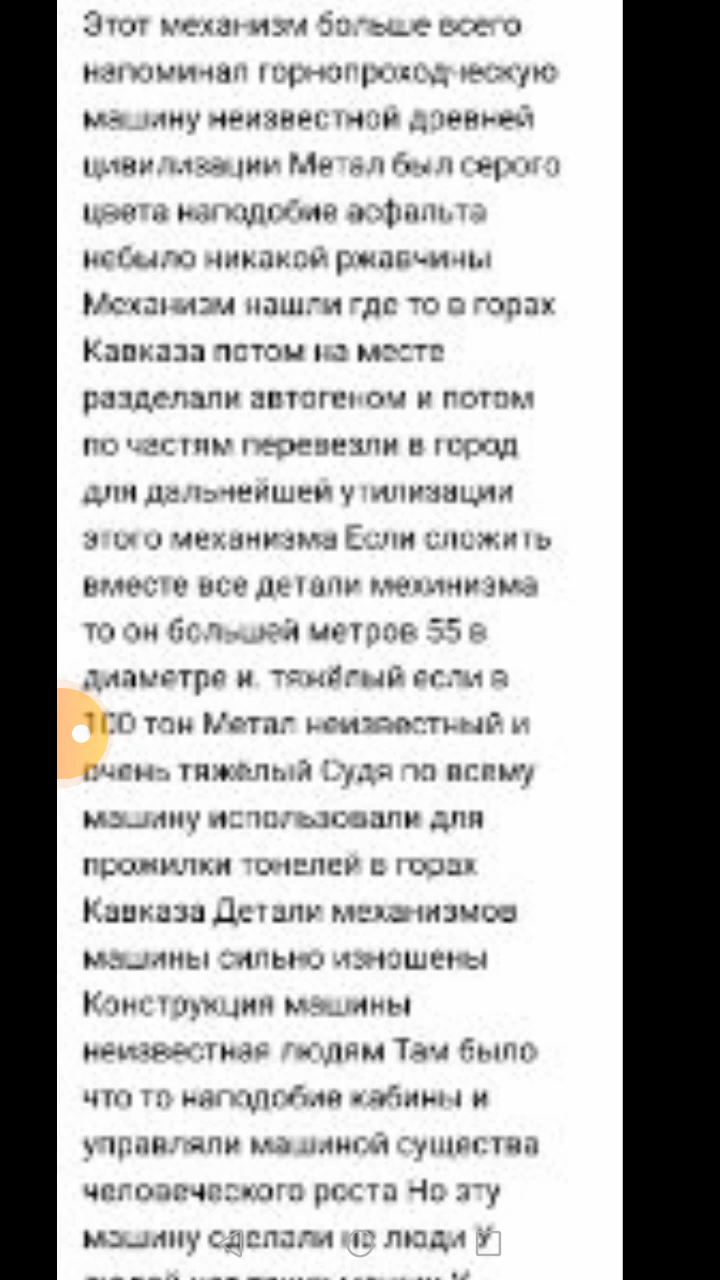 Этот механизм больше всего
напоминал горнопроходческую
машину неизвестной древней
цивилизации Метал был серого
цвета наподобие асфальта
небыло никакой ржавчины
Механизм нашли где то в горах
Кавказа потом на месте
разделали автогеном и потом
по частям перевезли в город
для дальнейшей утилизации
этого механизма Если сложить
вместе все детали мехинизма
то он большей метров 55 в
диаметре и. тяжёлый если в
100 тон Метал неизвестный и
очень тяжёлый Судя по всему
машину использовали для
прожилки тонелей в горах
Кавказа Детали механизмов
машины сильно изношены
Конструкция машины
неизвестная людям Там было
что то наподобие кабины и
управляли машиной существа
человеческого роста Но эту
машину сделали не люди У